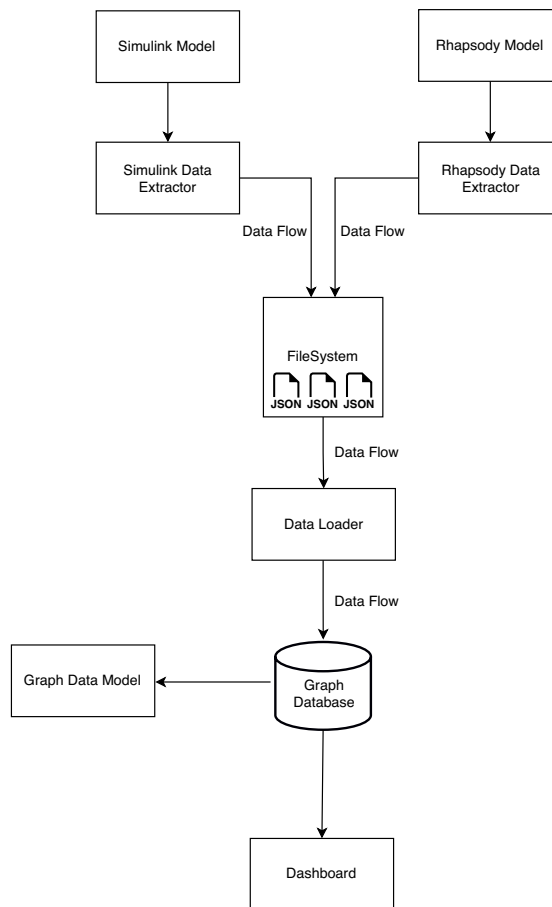 Simulink Model
Rhapsody Model
Simulink Data
Extractor
Rhapsody Data
Extractor
Data Flow
Data Flow
FileSystem
JSON
JSON
JSON
Data Flow
Data Loader
Data Flow
Graph Data Model
Graph
Database
Dashboard